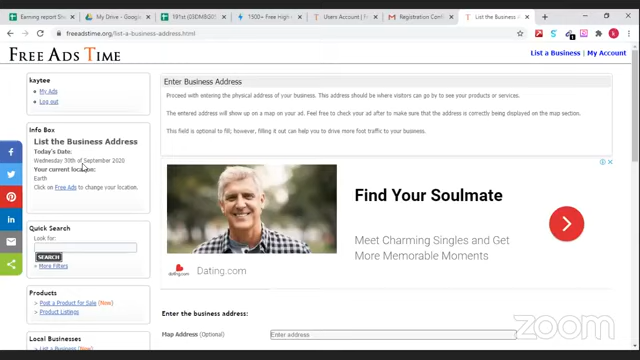 Earning report Sh
My Drive - Google
191st (03DMBG05
1500+ Free High
Users Account | Fr
Registration Conf
List the Business A
freeadstime.org/list-a-business-address.html
FREE ADS TIME
List a Business | My Account
kaytee
My Ads
Log out
Info Box
List the Business Address
Today's Date:
Wednesday 30th of September 2020
Your current location:
Earth
Click on Free Ads to change your location.
Quick Search
Look for:
SEARCH
> More Filters
Products
> Post a Product for Sale (New)
> Product Listings
Local Businesses
> List a Business (New)
Enter Business Address
Proceed with entering the physical address of your business. This address should be where visitors can go by to see your products or services.
The entered address will show up on a map on your ad. Feel free to check your ad after to make sure that the address is correctly being displayed on the map section.
This field is optional to fill; however, filling it out can help you to drive more foot traffic to your business.
Find Your Soulmate
Meet Charming Singles and Get
More Memorable Moments
dating.com
Dating.com
Enter the business address:
Map Address (Optional)
Enter address
zoom